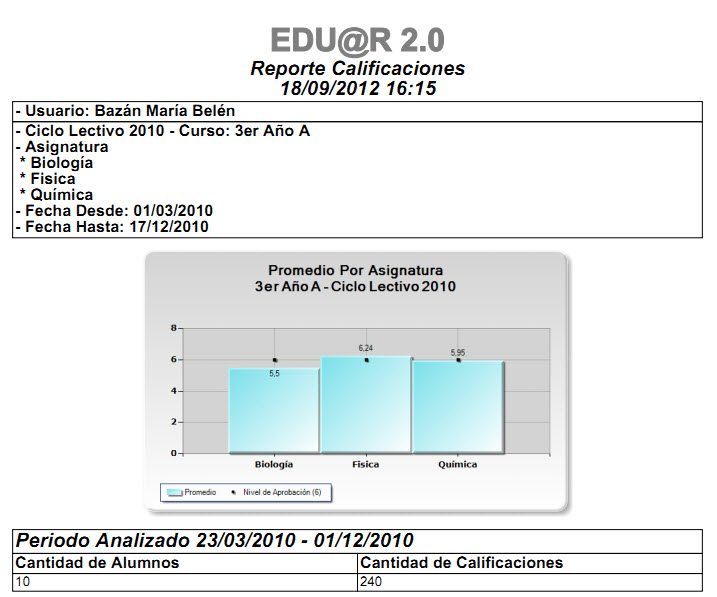 EDU@R 2.0
Reporte Calificaciones
18/09/2012 16:15
- Usuario: Bazán María Belén
- Ciclo Lectivo 2010 - Curso: 3er Año A
- Asignatura
* Biología
* Fisica
* Química
- Fecha Desde: 01/03/2010
- Fecha Hasta: 17/12/2010
Promedio Por Asignatura
3er Año A - Ciclo Lectivo 2010
8
6
4
2
0
5,5
6,24
5,95
Biología Fisica Química
Promedio Nivel de Aprobación (6)
Periodo Analizado 23/03/2010 - 01/12/2010
Cantidad de Alumnos Cantidad de Calificaciones
10 240